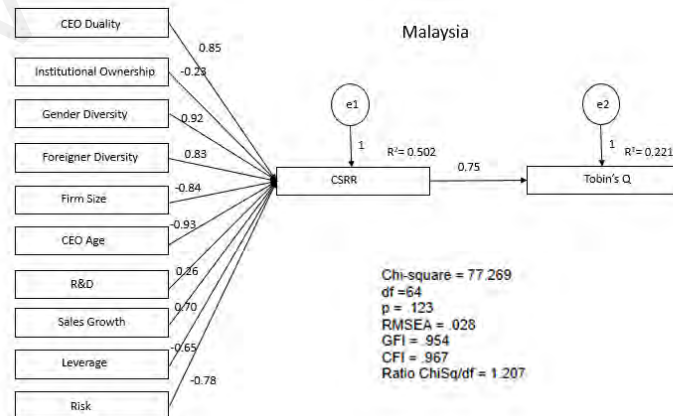 CEO Duality
Malaysia
0.85
Institutional Ownership
-0.23
e1
e2
Gender Diversity
0.92
1
R²= 0.502
1
R²= 0.221
Foreigner Diversity
0.83
CSRR
0.75
Tobin's Q
Firm Size
-0.84
CEO Age
-0.93
R&D
0.26
Chi-square = 77.269
df =64
p = .123
RMSEA = .028
GFI = .954
CFI = .967
Ratio ChiSq/df = 1.207
Sales Growth
0.70
Leverage
-0.65
-0.78
Risk